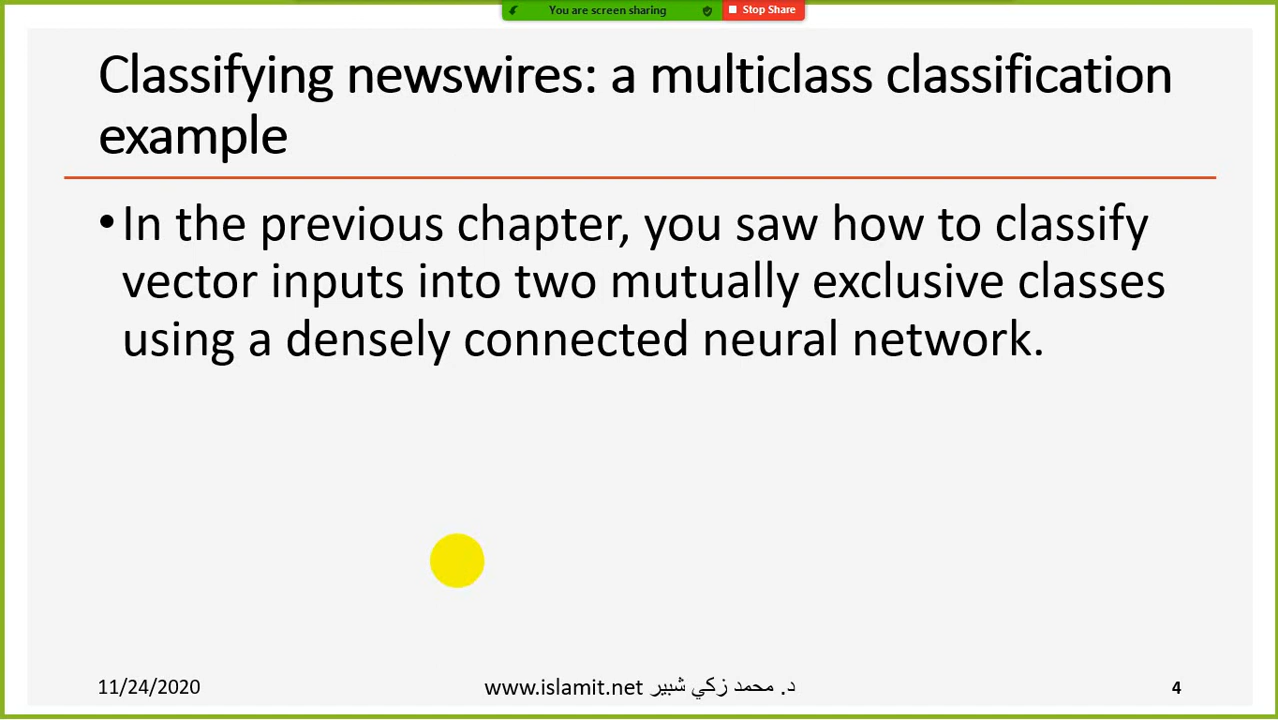 You are screen sharing
Stop Share
Classifying newswires: a multiclass classification
example
•In the previous chapter, you saw how to classify
vector inputs into two mutually exclusive classes
using a densely connected neural network.
11/24/2020
www.islamit.net د. محمد زكي شبير
4